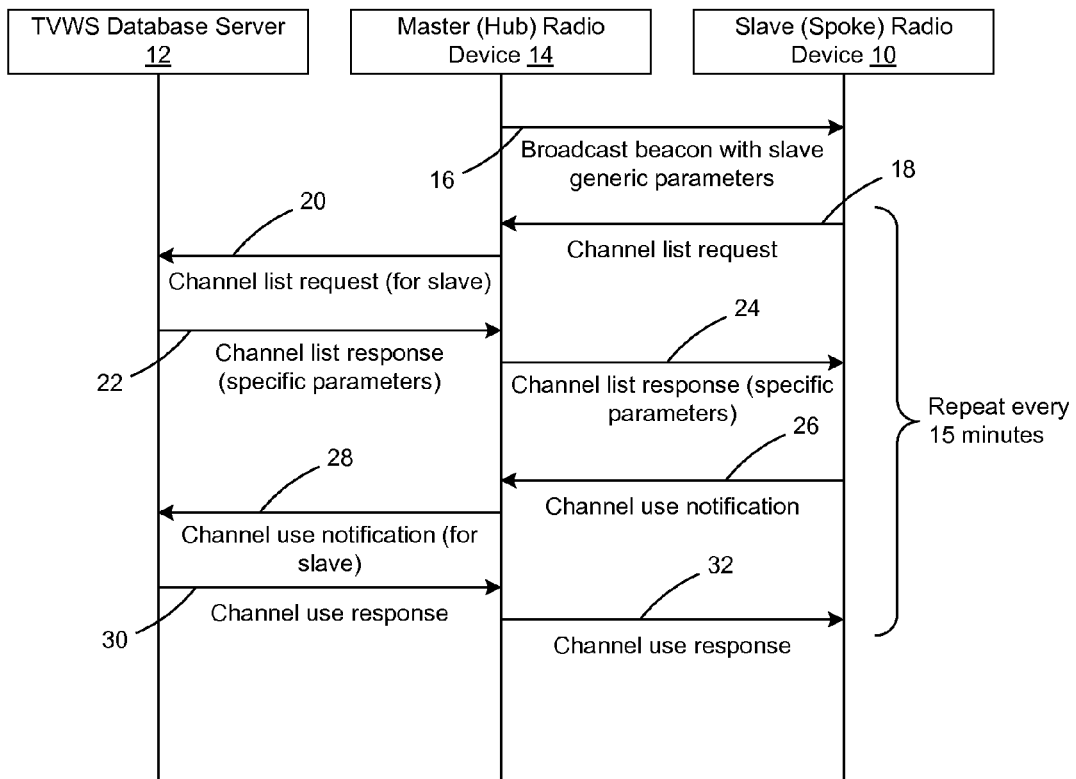 TVWS Database Server
12
Master (Hub) Radio
Device 14
Slave (Spoke) Radio
Device 10
16
Broadcast beacon with slave
generic parameters
18
Channel list request
20
Channel list request (for slave)
22
Channel list response
(specific parameters)
24
Channel list response (specific
parameters)
Repeat every
15 minutes
26
Channel use notification
28
Channel use notification (for
slave)
30
Channel use response
32
Channel use response